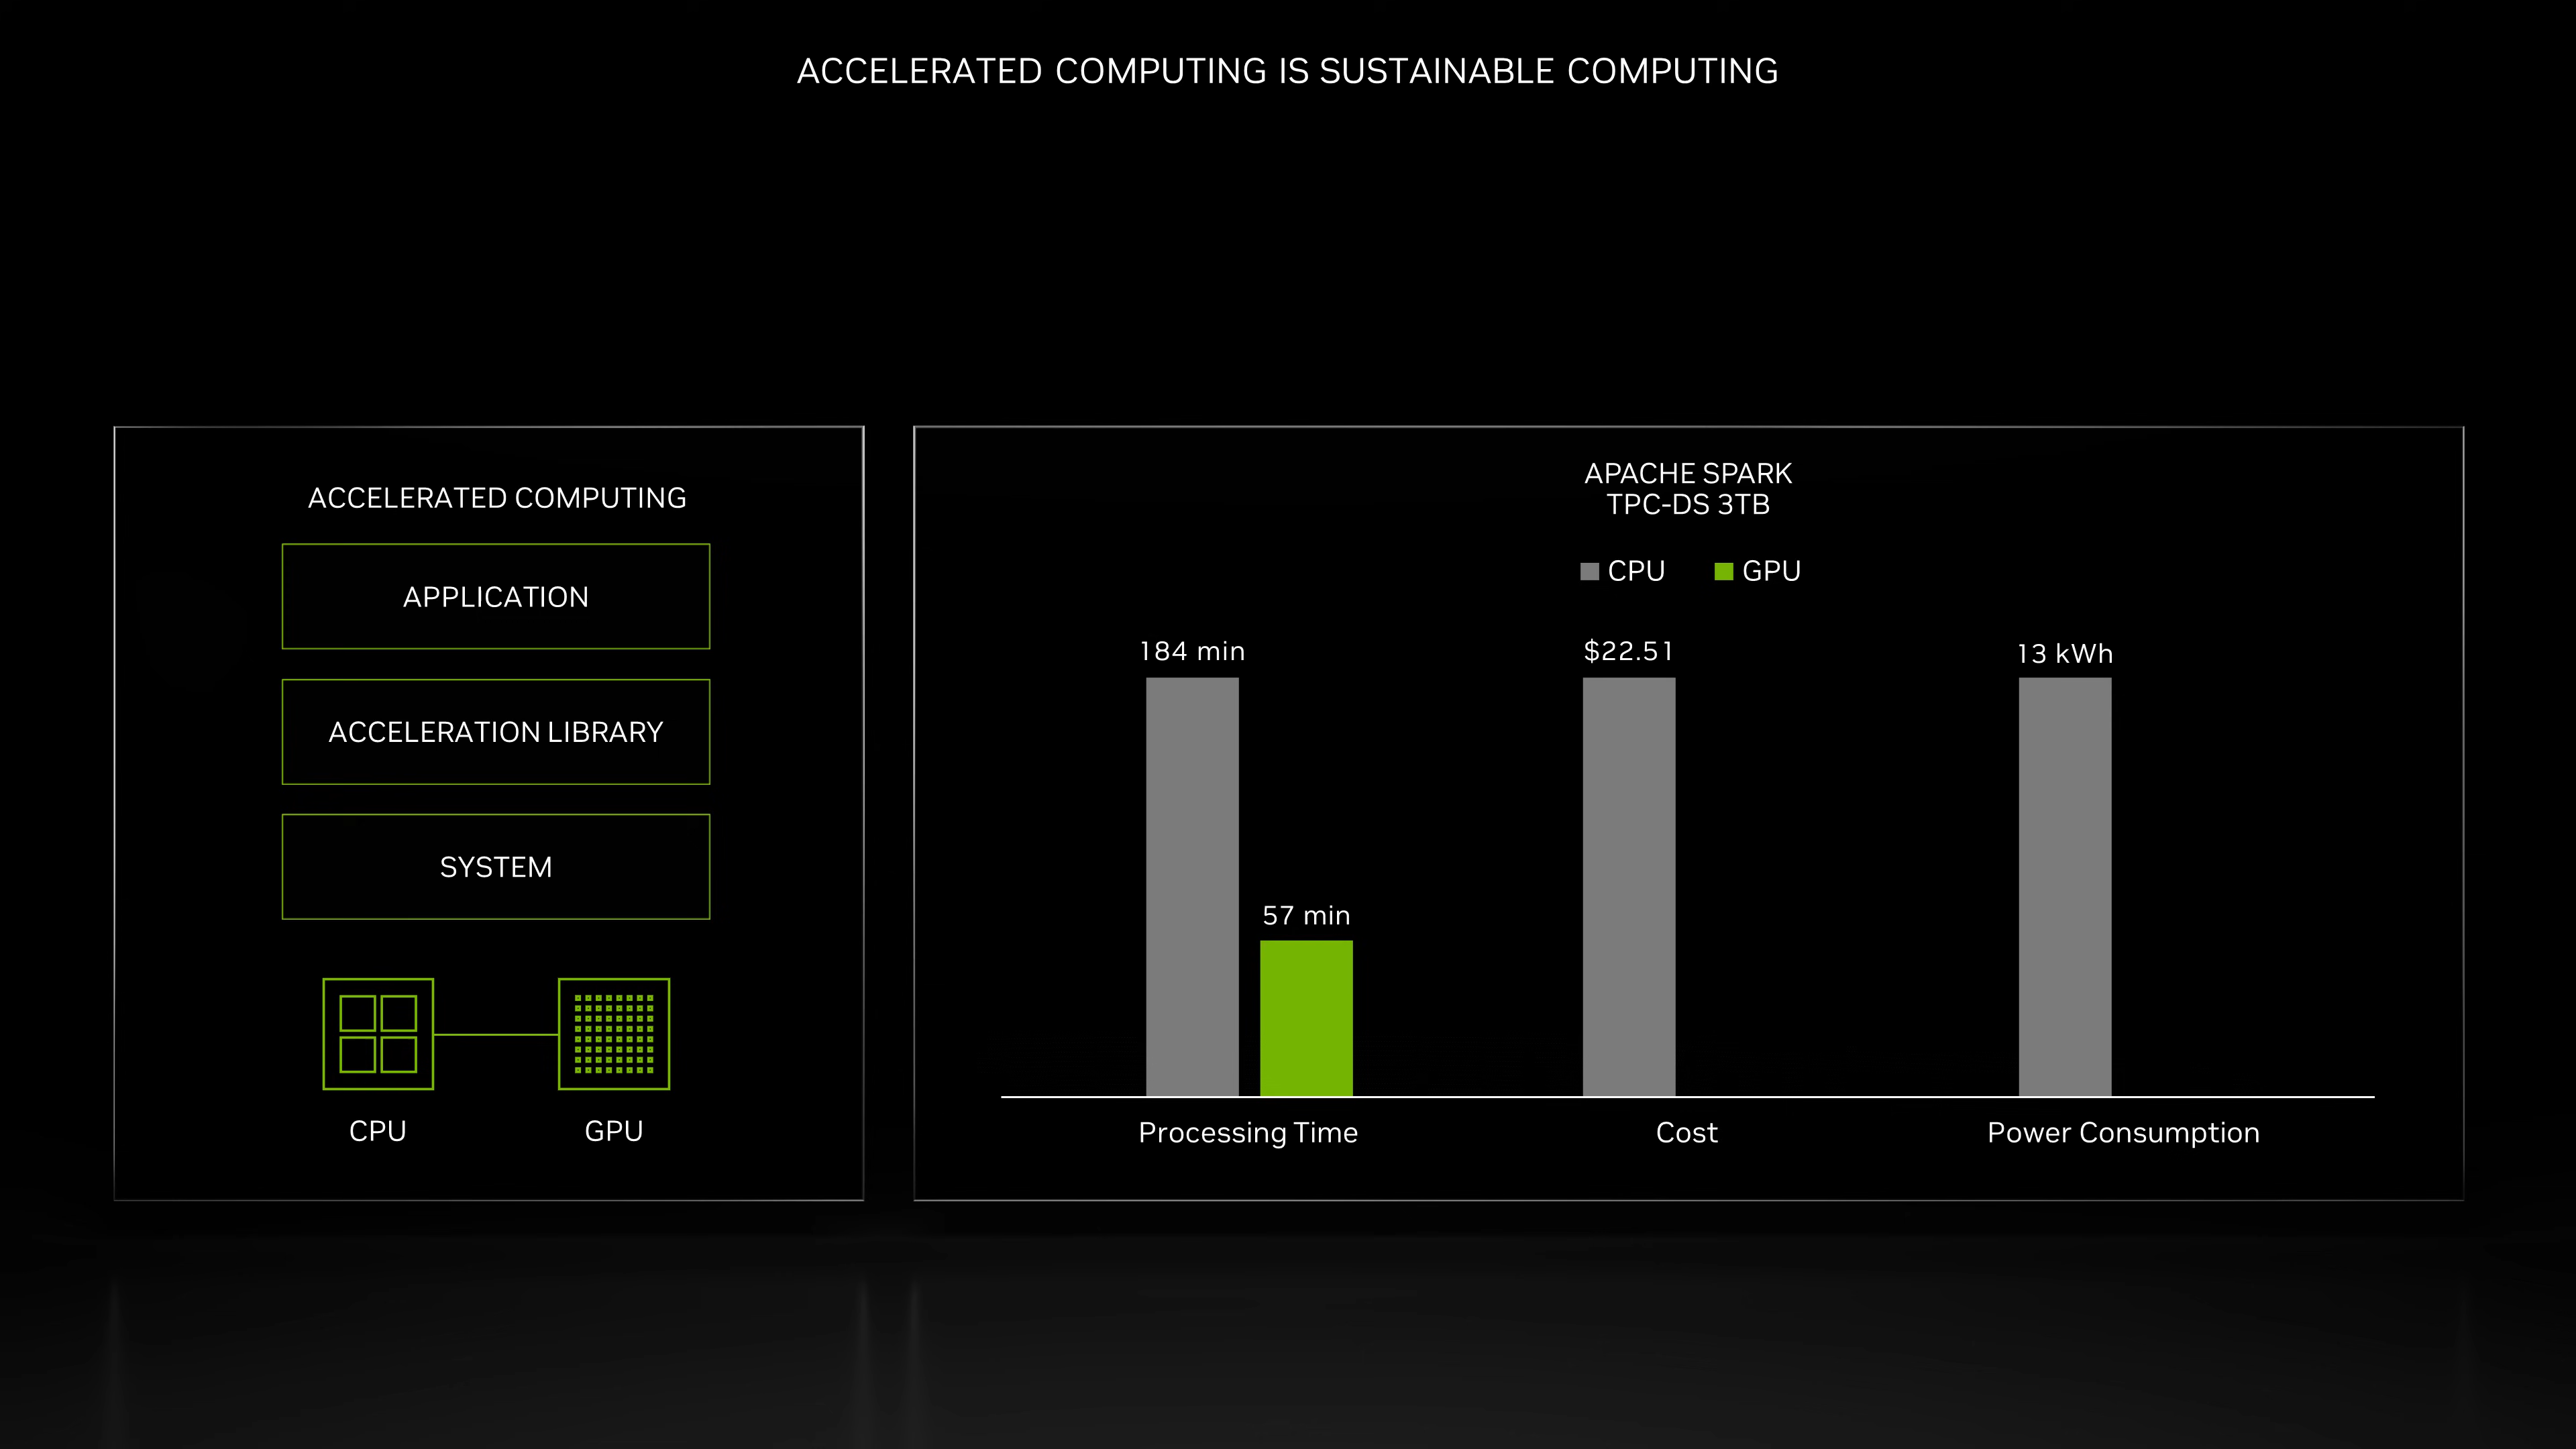 ACCELERATED COMPUTING IS SUSTAINABLE COMPUTING
ACCELERATED COMPUTING
APPLICATION
ACCELERATION LIBRARY
SYSTEM
CPU
GPU
APACHE SPARK
TPC-DS 3TB
CPU
GPU
184 min
57 min
$22.51
13 kWh
Processing Time
Cost
Power Consumption